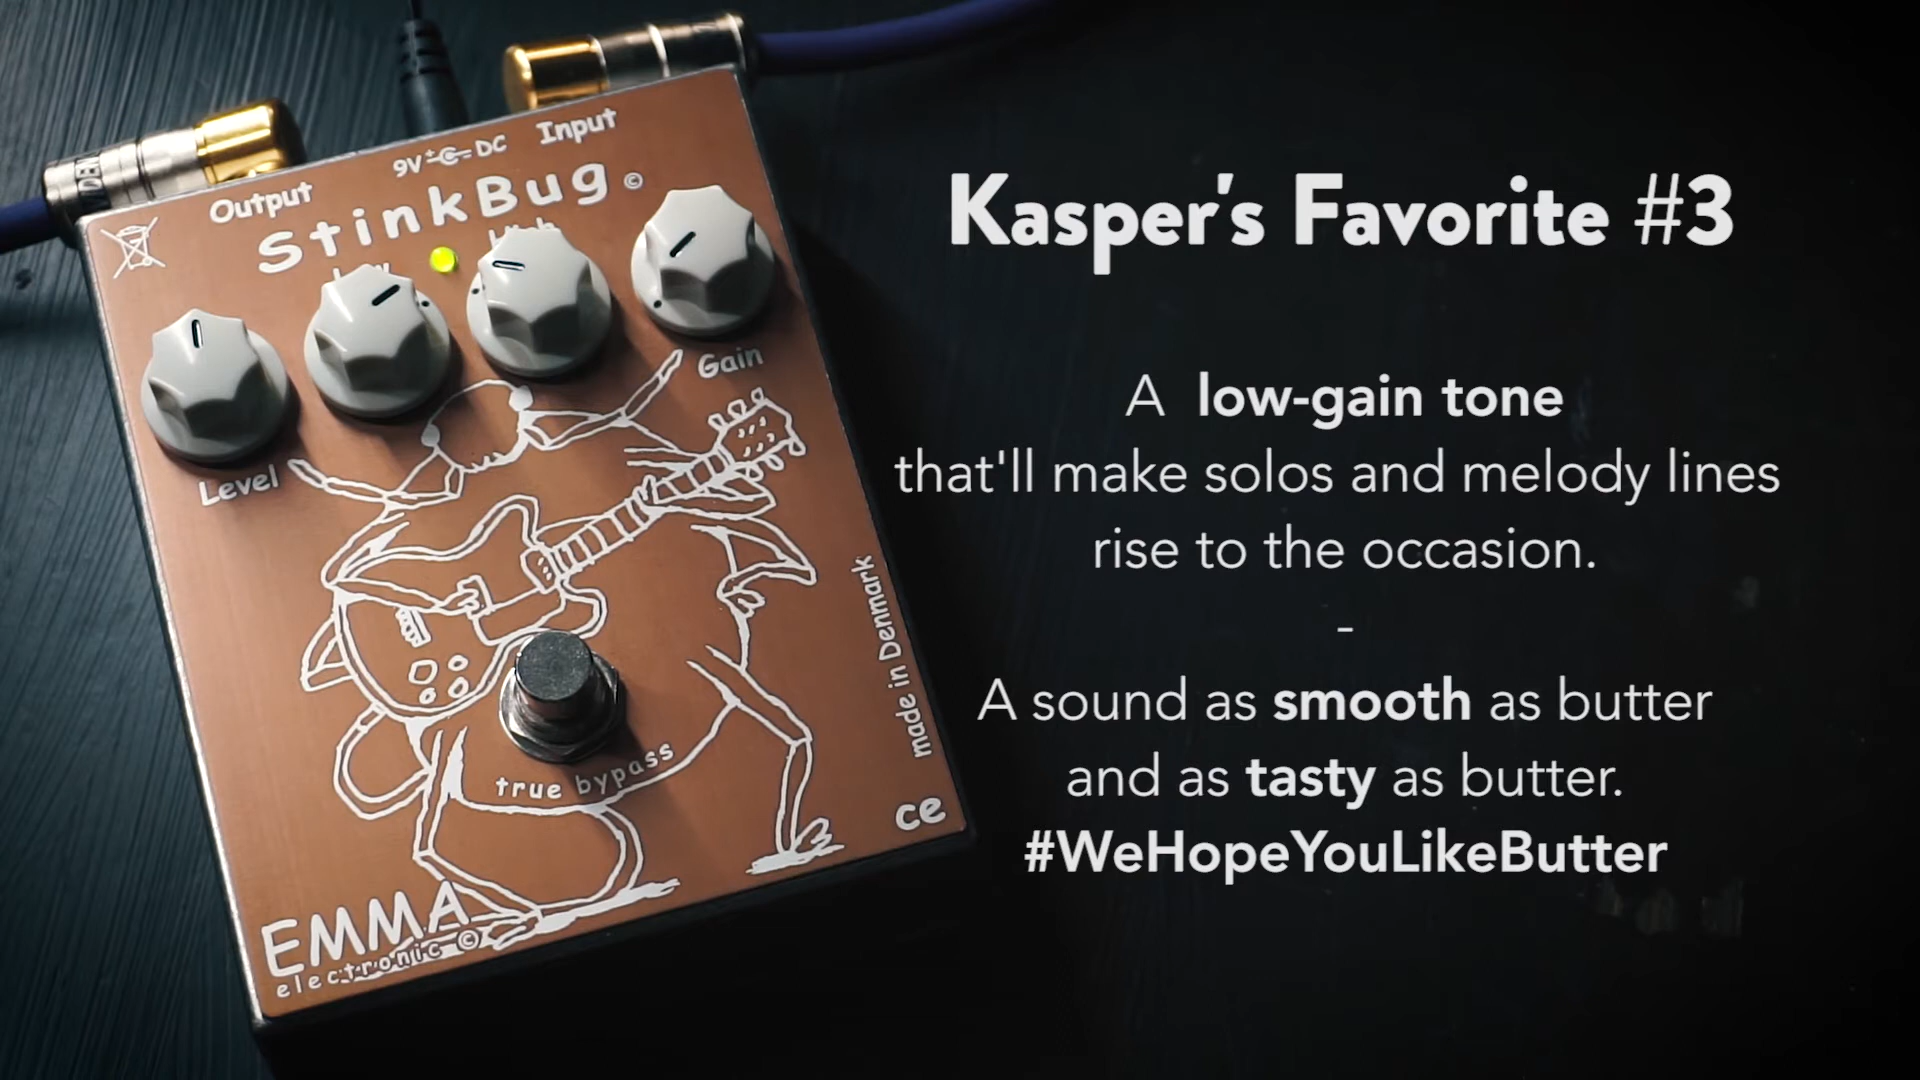 9V DC
Input
Output
StinkBug ©
Gain
Level
made in Denmark
true bypass
CE
EMMA
electronic ©
Kasper's Favorite #3
A low-gain tone
that'll make solos and melody lines
rise to the occasion.
-
A sound as smooth as butter
and as tasty as butter.
#WeHopeYouLikeButter